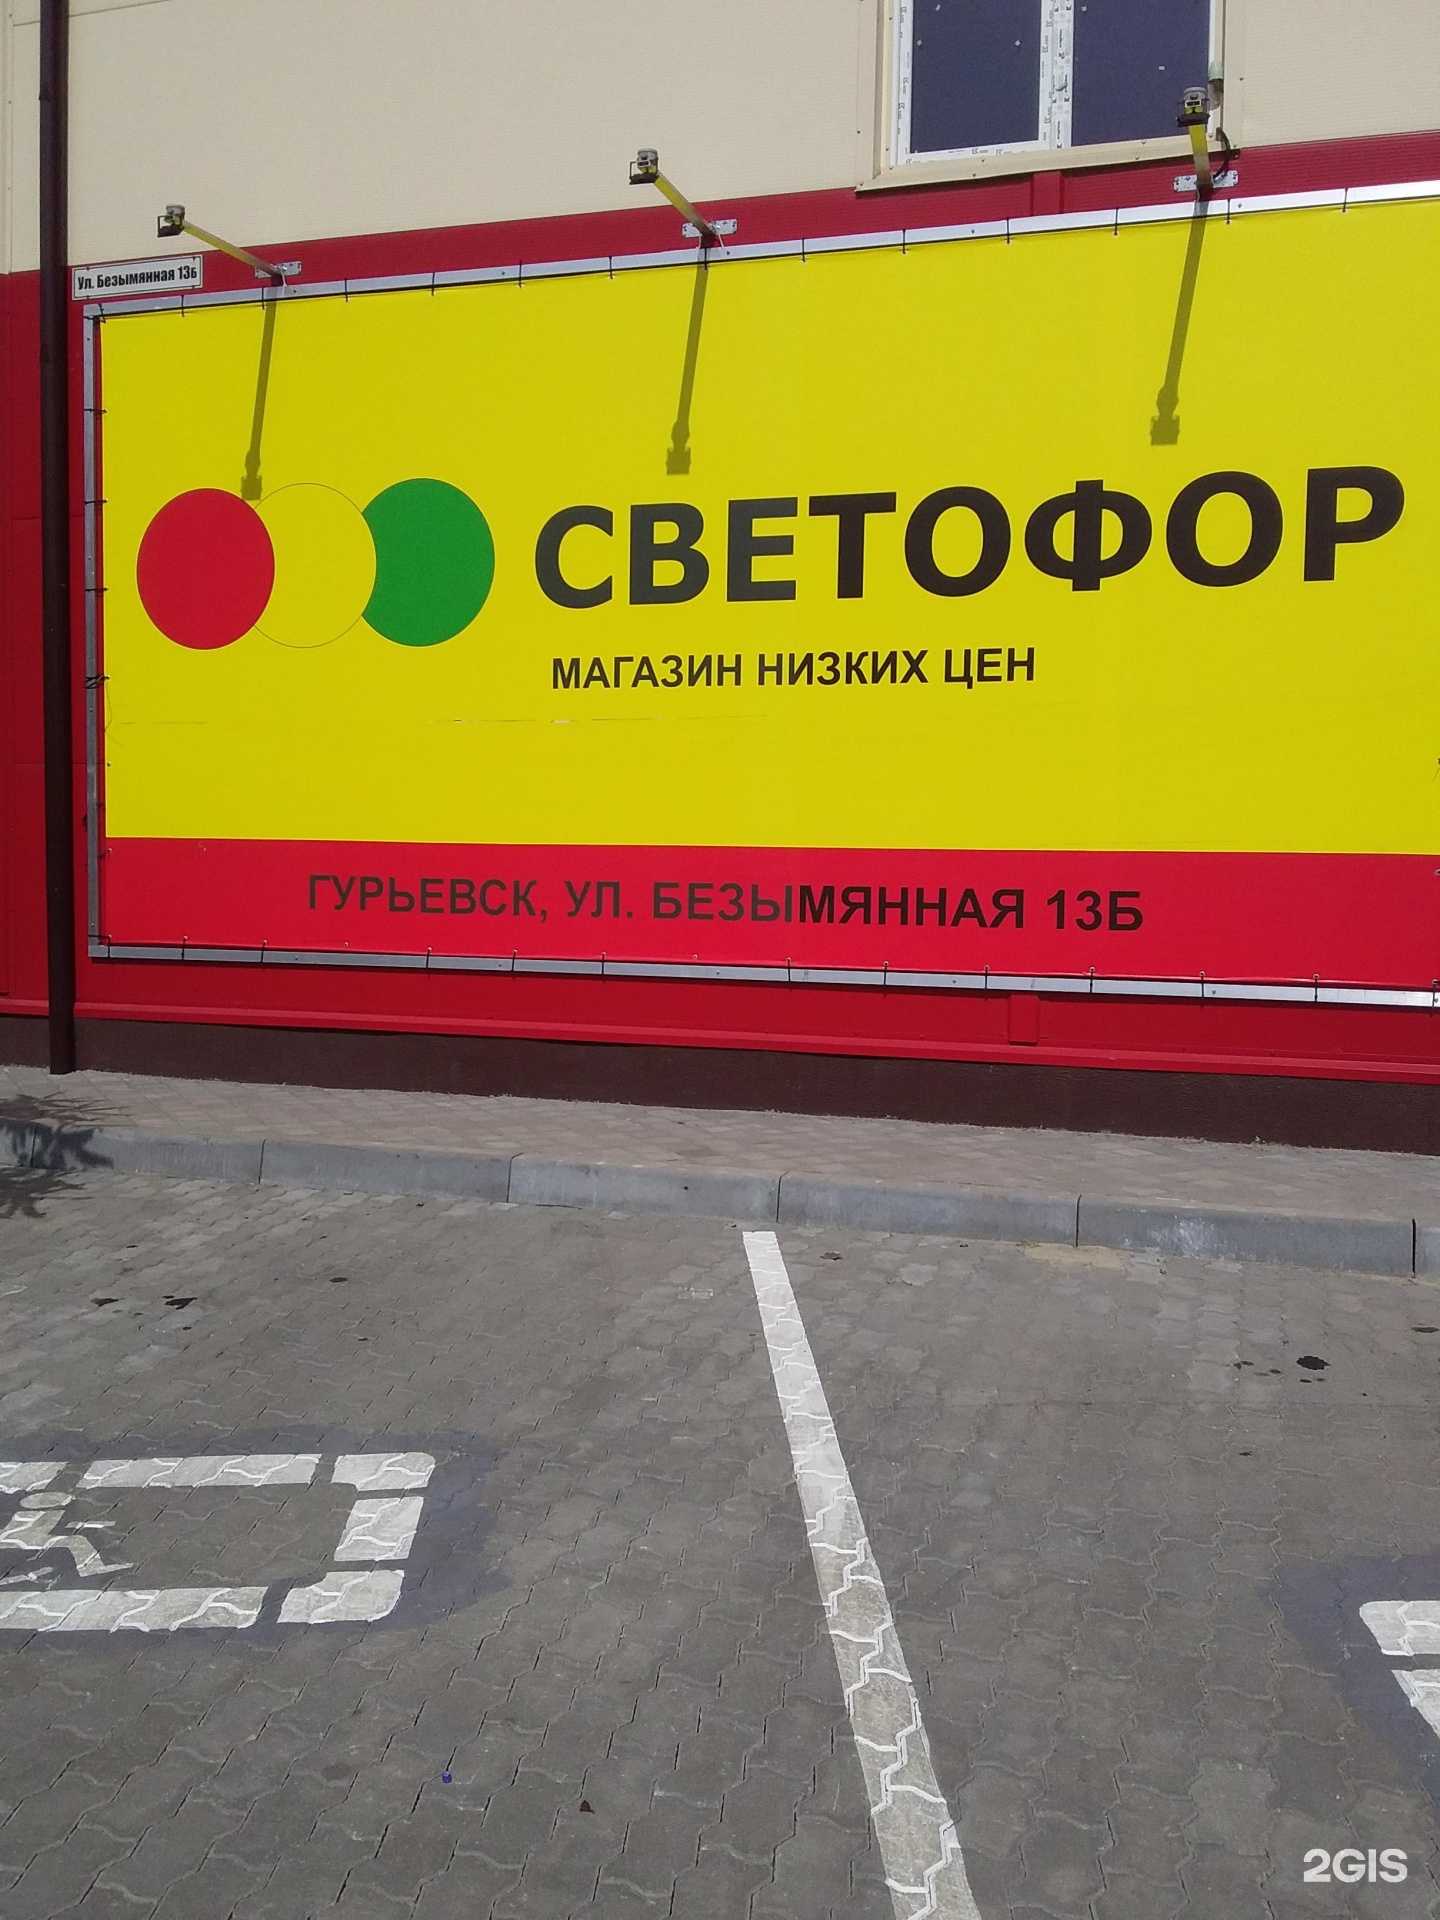 Ул. Безымянная 13Б
СВЕТОФОР
МАГАЗИН НИЗКИХ ЦЕН
ГУРЬЕВСК, УЛ. БЕЗЫМЯННАЯ 13Б
2GIS